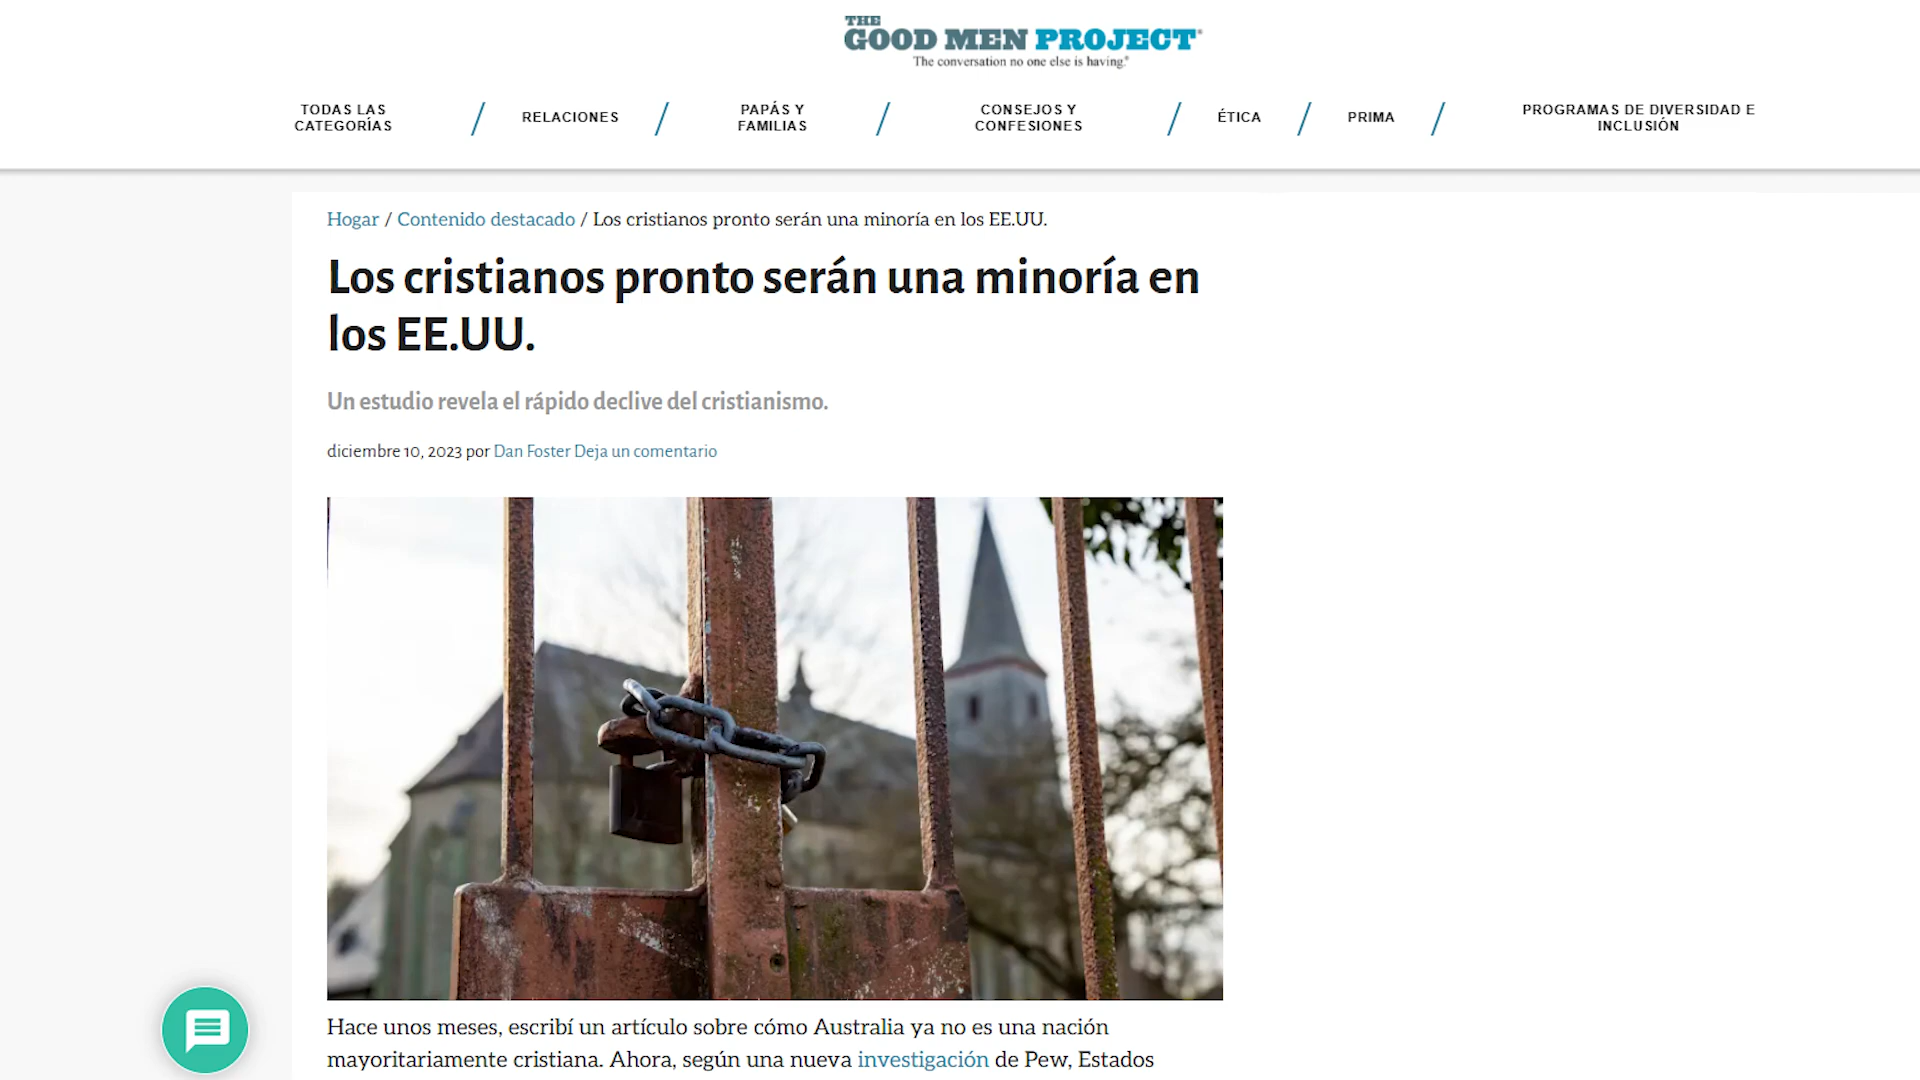 THE
GOOD MEN PROJECT®
The conversation no one else is having.®
TODAS LAS
CATEGORÍAS
RELACIONES
PAPÁS Y
FAMILIAS
CONSEJOS Y
CONFESIONES
ÉTICA
PRIMA
PROGRAMAS DE DIVERSIDAD E
INCLUSIÓN
Hogar / Contenido destacado / Los cristianos pronto serán una minoría en los EE.UU.
Los cristianos pronto serán una minoría en
los EE.UU.
Un estudio revela el rápido declive del cristianismo.
diciembre 10, 2023 por Dan Foster Deja un comentario
Hace unos meses, escribí un artículo sobre cómo Australia ya no es una nación
mayoritariamente cristiana. Ahora, según una nueva investigación de Pew, Estados